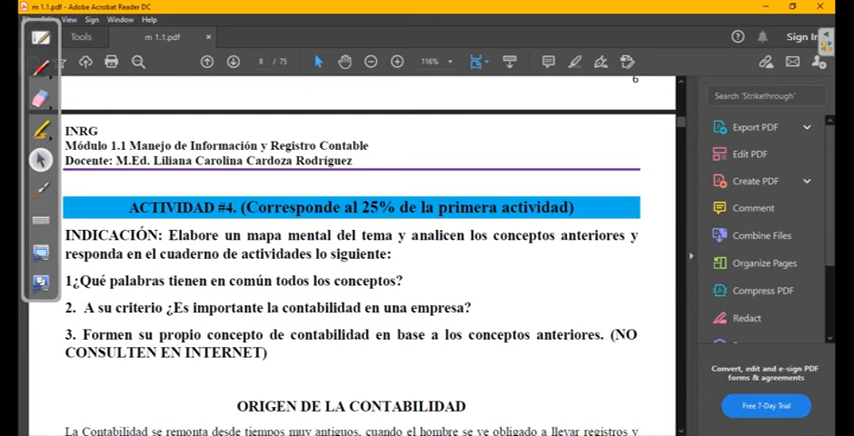 m 1.1.pdf - Adobe Acrobat Reader DC
View Sign Window Help
Tools m 1.1.pdf × Sign In
8 / 75 116%
6
INRG
Módulo 1.1 Manejo de Información y Registro Contable
Docente: M.Ed. Liliana Carolina Cardoza Rodríguez
ACTIVIDAD #4. (Corresponde al 25% de la primera actividad)
INDICACIÓN: Elabore un mapa mental del tema y analicen los conceptos anteriores y
responda en el cuaderno de actividades lo siguiente:
1¿Qué palabras tienen en común todos los conceptos?
2. A su criterio ¿Es importante la contabilidad en una empresa?
3. Formen su propio concepto de contabilidad en base a los conceptos anteriores. (NO
CONSULTEN EN INTERNET)
ORIGEN DE LA CONTABILIDAD
La Contabilidad se remonta desde tiempos muy antiguos, cuando el hombre se ve obligado a llevar registros y
Search 'Strikethrough'
Export PDF
Edit PDF
Create PDF
Comment
Combine Files
Organize Pages
Compress PDF
Redact
Convert, edit and e-sign PDF
forms & agreements
Free 7-Day Trial